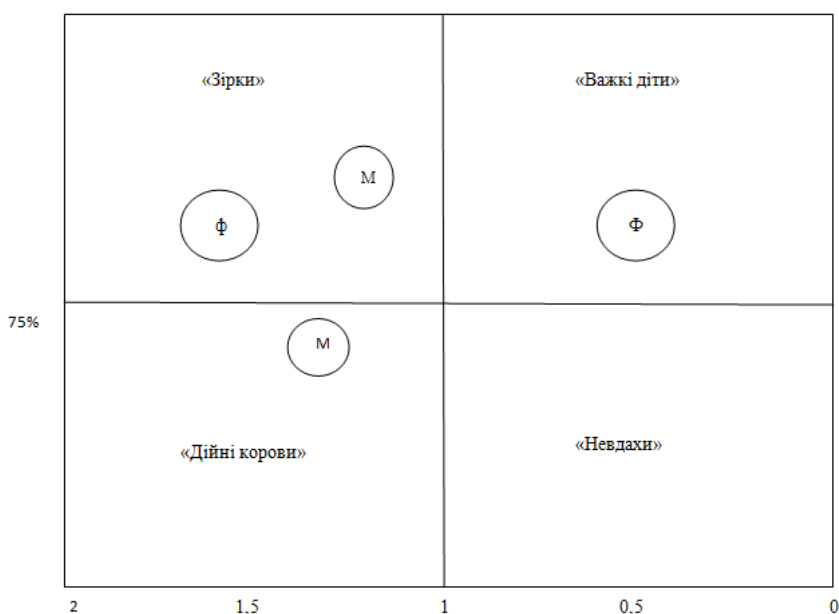 «Зірки»
«Важкі діти»
М
ф
Ф
75%
М
«Дійні корови»
«Невдахи»
2
1,5
1
0,5
0